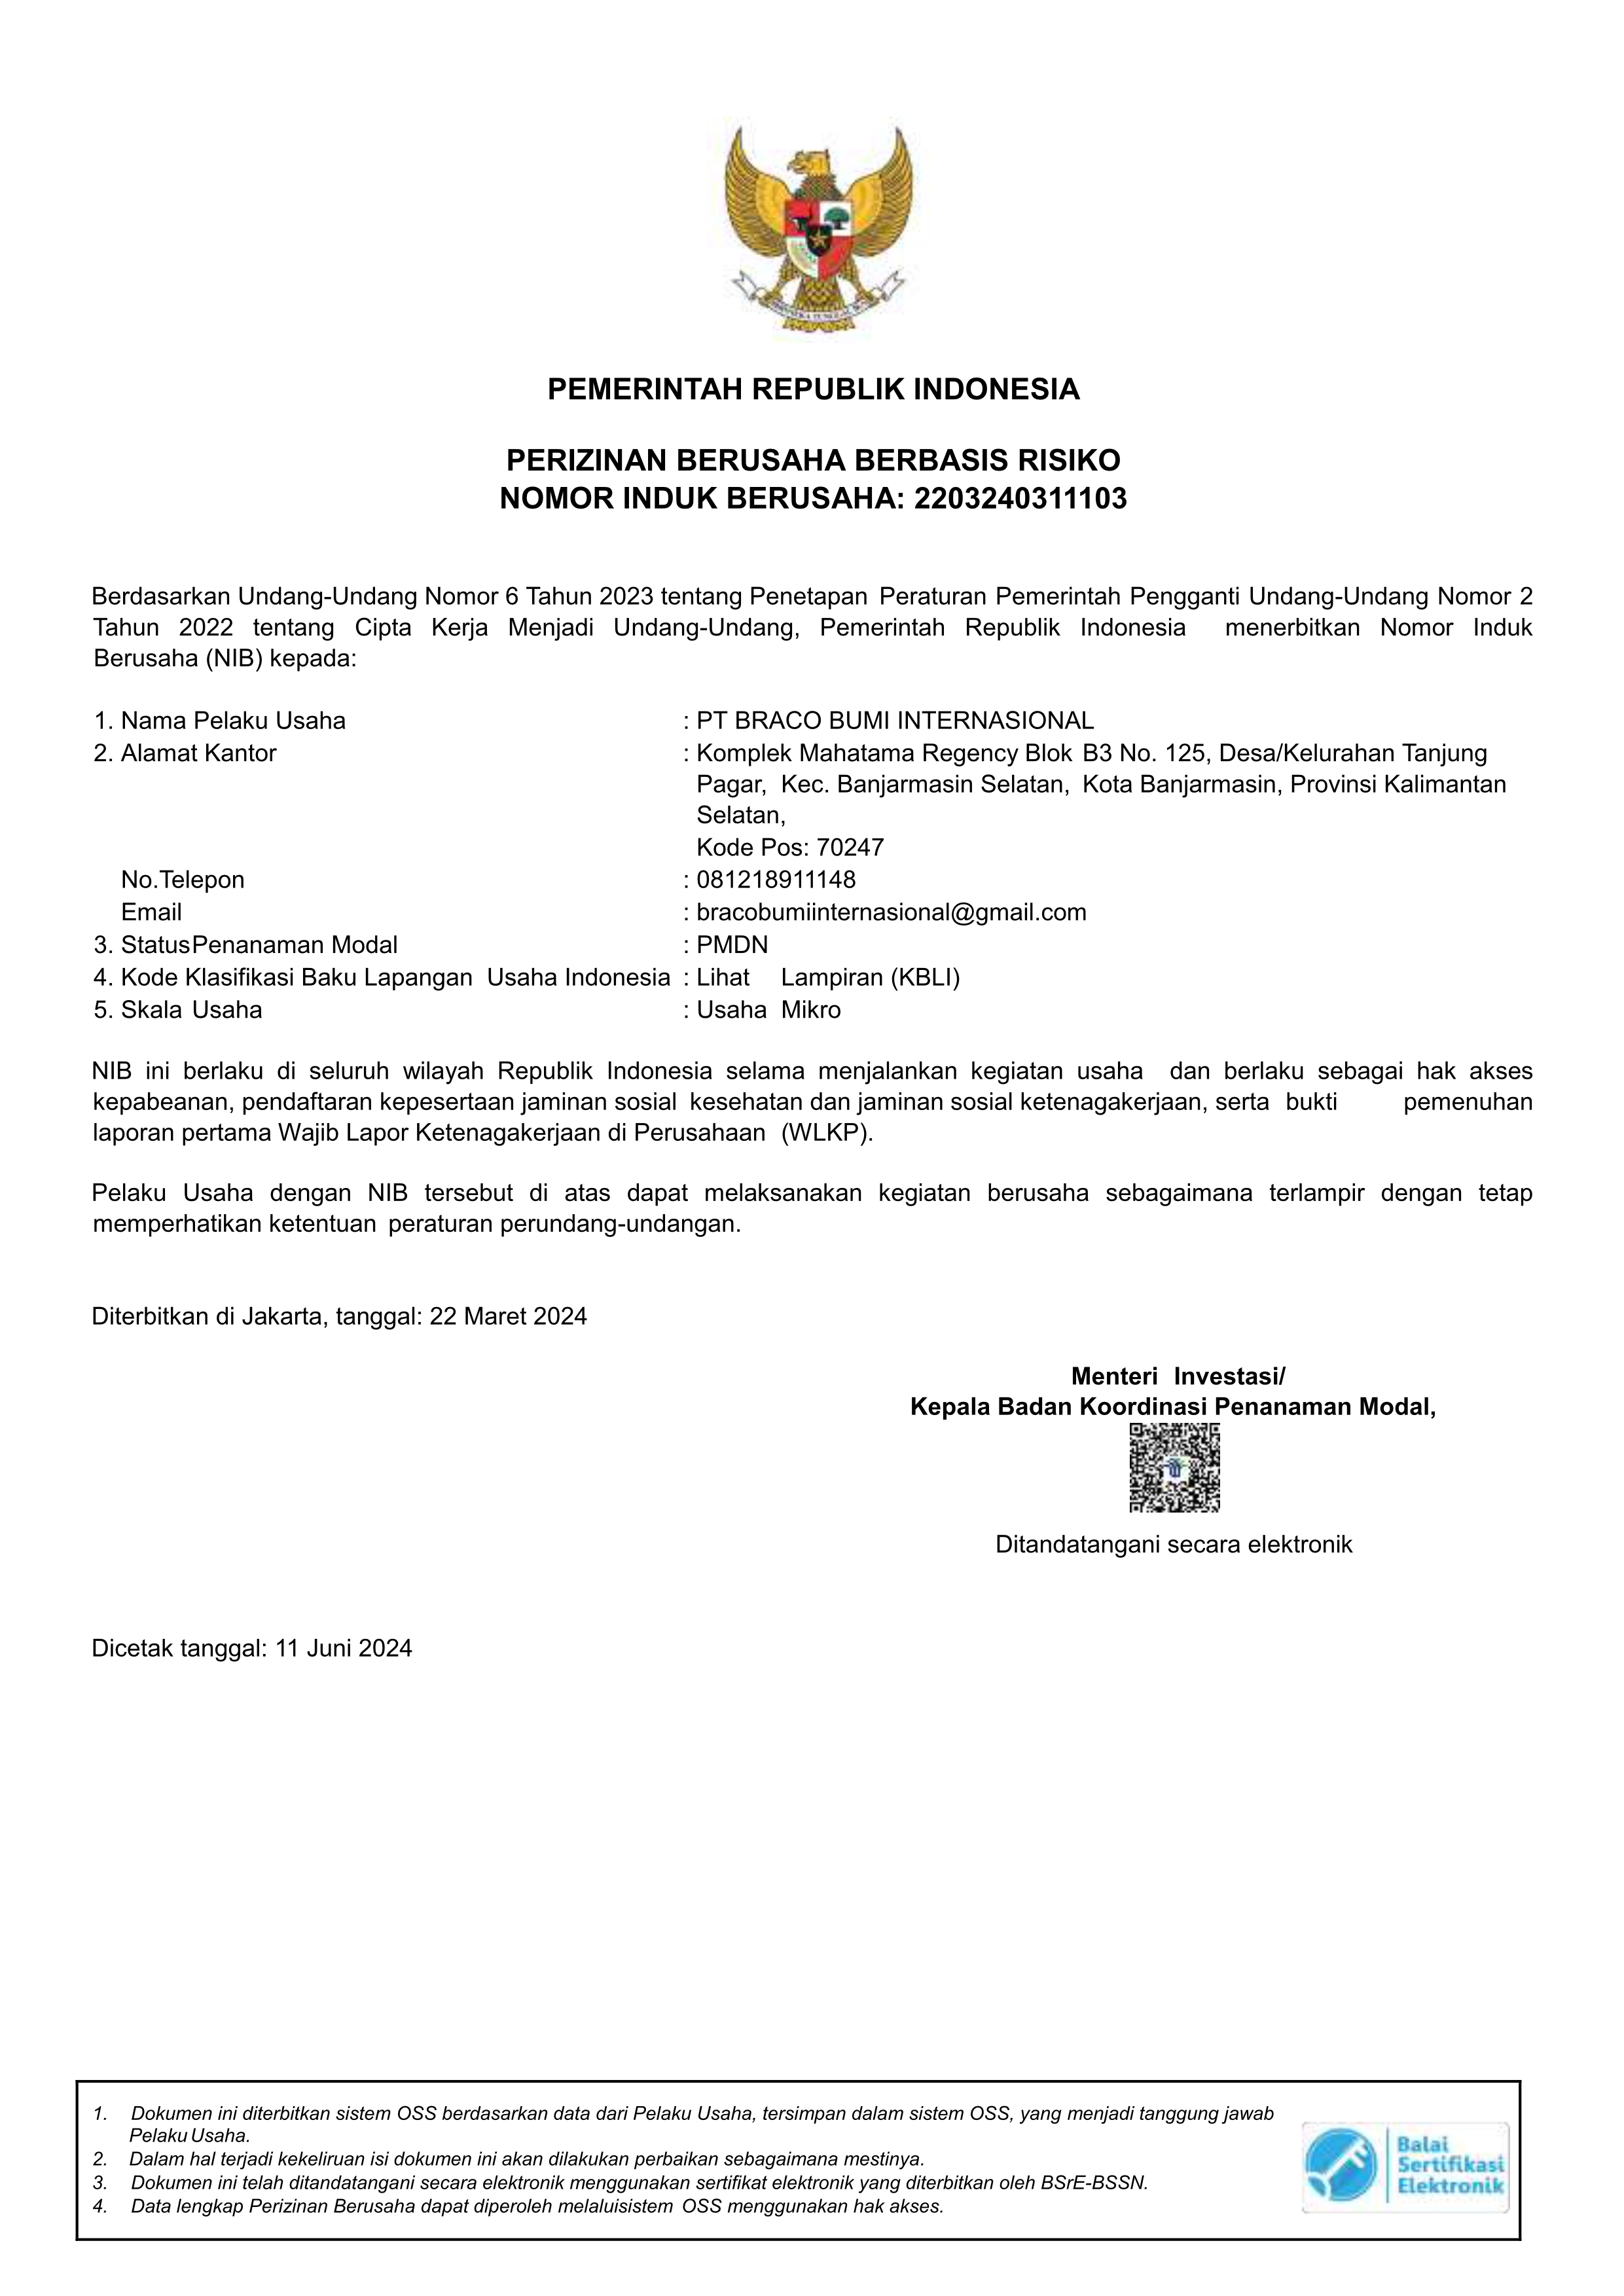 PEMERINTAH REPUBLIK INDONESIA
PERIZINAN BERUSAHA BERBASIS RISIKO
NOMOR INDUK BERUSAHA: 2203240311103
Berdasarkan Undang-Undang Nomor 6 Tahun 2023 tentang Penetapan Peraturan Pemerintah Pengganti Undang-Undang Nomor 2
Tahun 2022 tentang Cipta Kerja Menjadi Undang-Undang, Pemerintah Republik Indonesia menerbitkan Nomor Induk
Berusaha (NIB) kepada:
1. Nama Pelaku Usaha : PT BRACO BUMI INTERNASIONAL
2. Alamat Kantor : Komplek Mahatama Regency Blok B3 No. 125, Desa/Kelurahan Tanjung
Pagar, Kec. Banjarmasin Selatan, Kota Banjarmasin, Provinsi Kalimantan
Selatan,
Kode Pos: 70247
No.Telepon : 081218911148
Email : bracobumiinternasional@gmail.com
3. StatusPenanaman Modal : PMDN
4. Kode Klasifikasi Baku Lapangan Usaha Indonesia : Lihat Lampiran (KBLI)
5. Skala Usaha : Usaha Mikro
NIB ini berlaku di seluruh wilayah Republik Indonesia selama menjalankan kegiatan usaha dan berlaku sebagai hak akses
kepabeanan, pendaftaran kepesertaan jaminan sosial kesehatan dan jaminan sosial ketenagakerjaan, serta bukti pemenuhan
laporan pertama Wajib Lapor Ketenagakerjaan di Perusahaan (WLKP).
Pelaku Usaha dengan NIB tersebut di atas dapat melaksanakan kegiatan berusaha sebagaimana terlampir dengan tetap
memperhatikan ketentuan peraturan perundang-undangan.
Diterbitkan di Jakarta, tanggal: 22 Maret 2024
Menteri Investasi/
Kepala Badan Koordinasi Penanaman Modal,
Ditandatangani secara elektronik
Dicetak tanggal: 11 Juni 2024
1. Dokumen ini diterbitkan sistem OSS berdasarkan data dari Pelaku Usaha, tersimpan dalam sistem OSS, yang menjadi tanggung jawab
Pelaku Usaha.
2. Dalam hal terjadi kekeliruan isi dokumen ini akan dilakukan perbaikan sebagaimana mestinya.
3. Dokumen ini telah ditandatangani secara elektronik menggunakan sertifikat elektronik yang diterbitkan oleh BSrE-BSSN.
4. Data lengkap Perizinan Berusaha dapat diperoleh melaluisistem OSS menggunakan hak akses.
Balai
Sertifikasi
Elektronik